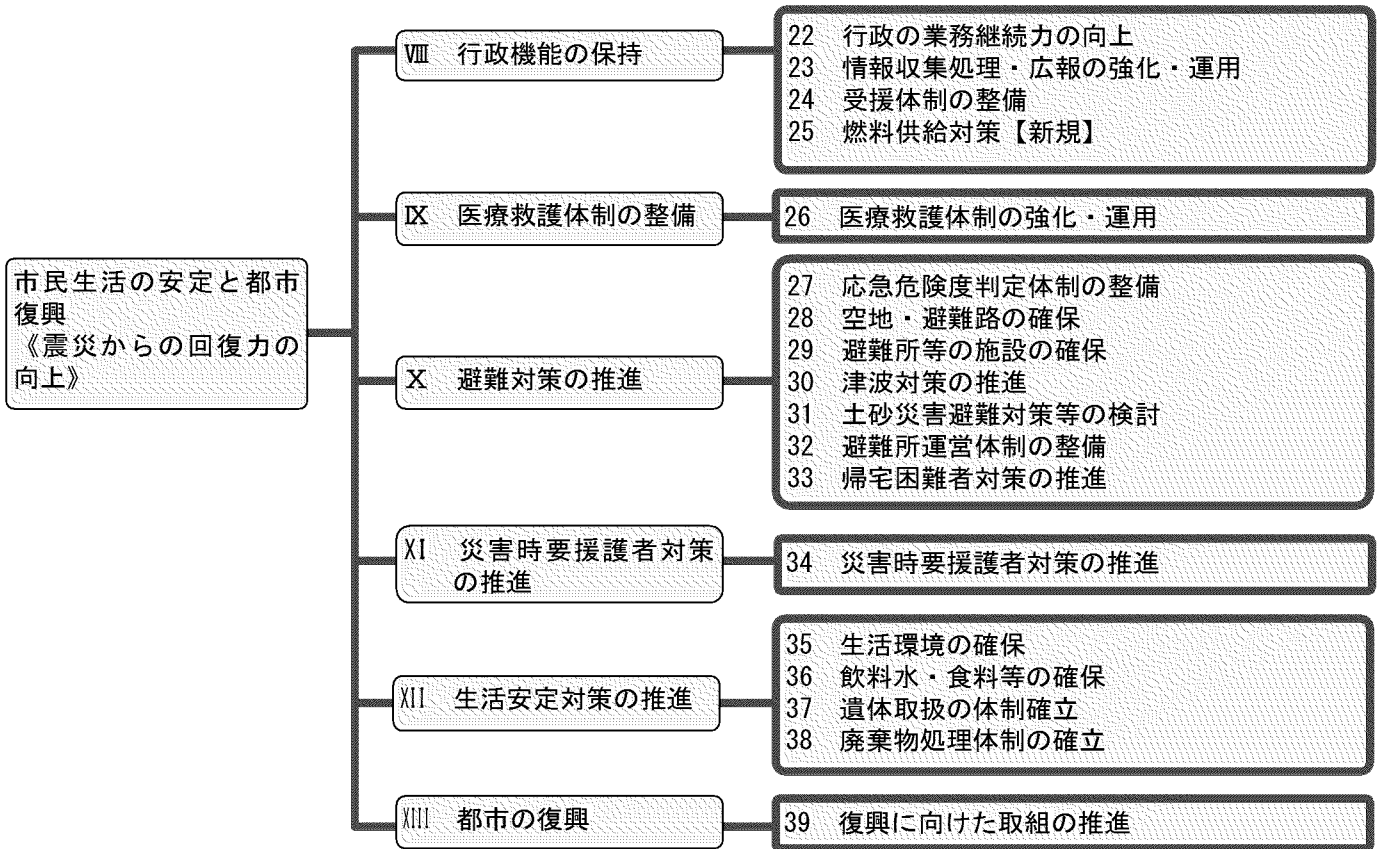 市民生活の安定と都市
復興
《震災からの回復力の
向上》
Ⅷ 行政機能の保持
22 行政の業務継続力の向上
23 情報収集処理・広報の強化・運用
24 受援体制の整備
25 燃料供給対策【新規】
Ⅸ 医療救護体制の整備
26 医療救護体制の強化・運用
Ⅹ 避難対策の推進
27 応急危険度判定体制の整備
28 空地・避難路の確保
29 避難所等の施設の確保
30 津波対策の推進
31 土砂災害避難対策等の検討
32 避難所運営体制の整備
33 帰宅困難者対策の推進
XI 災害時要援護者対策
の推進
34 災害時要援護者対策の推進
XII 生活安定対策の推進
35 生活環境の確保
36 飲料水・食料等の確保
37 遺体取扱の体制確立
38 廃棄物処理体制の確立
XIII 都市の復興
39 復興に向けた取組の推進